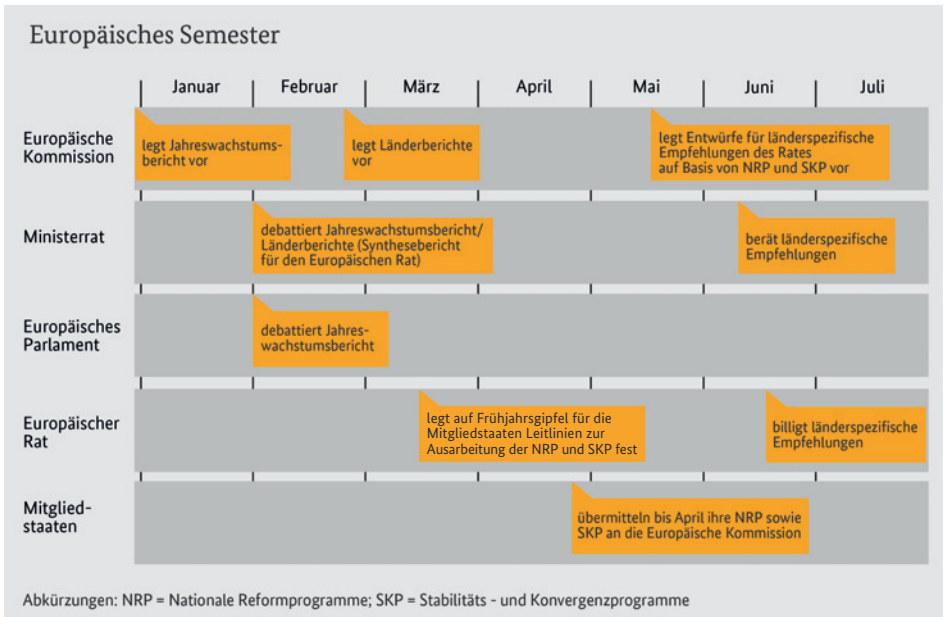 Europäisches Semester
Januar
Februar
März
April
Mai
Juni
Juli
Europäische
Kommission
legt Jahreswachstums-
bericht vor
legt Länderberichte
vor
legt Entwürfe für länderspezifische
Empfehlungen des Rates
auf Basis von NRP und SKP vor
Ministerrat
debattiert Jahreswachstumsbericht/
Länderberichte (Synthesebericht
für den Europäischen Rat)
berät länderspezifische
Empfehlungen
Europäisches
Parlament
debattiert Jahres-
wachstumsbericht
Europäischer
Rat
legt auf Frühjahrsgipfel für die
Mitgliedstaaten Leitlinien zur
Ausarbeitung der NRP und SKP fest
billigt länderspezifische
Empfehlungen
Mitglied-
staaten
übermitteln bis April ihre NRP sowie
SKP an die Europäische Kommission
Abkürzungen: NRP = Nationale Reformprogramme; SKP = Stabilitäts - und Konvergenzprogramme